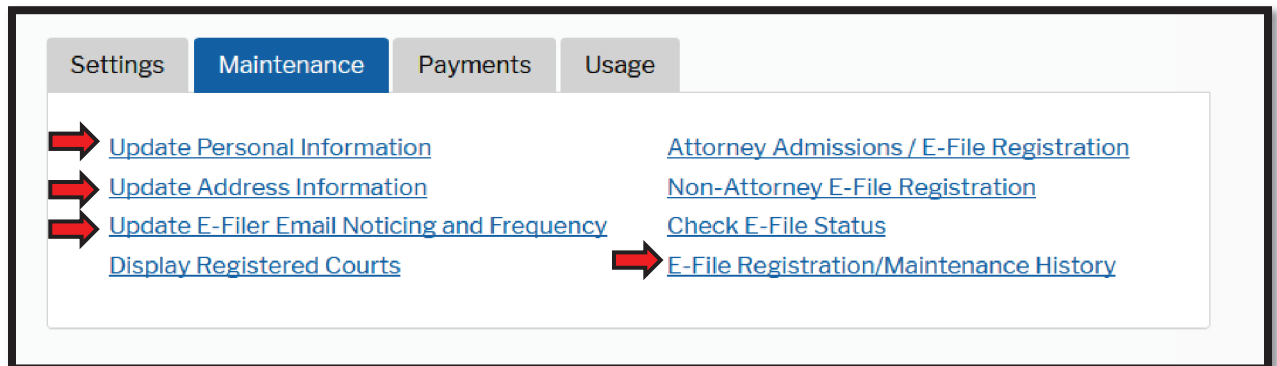 Settings Maintenance Payments Usage
Update Personal Information
Update Address Information
Update E-Filer Email Noticing and Frequency
Display Registered Courts
Attorney Admissions / E-File Registration
Non-Attorney E-File Registration
Check E-File Status
E-File Registration/Maintenance History